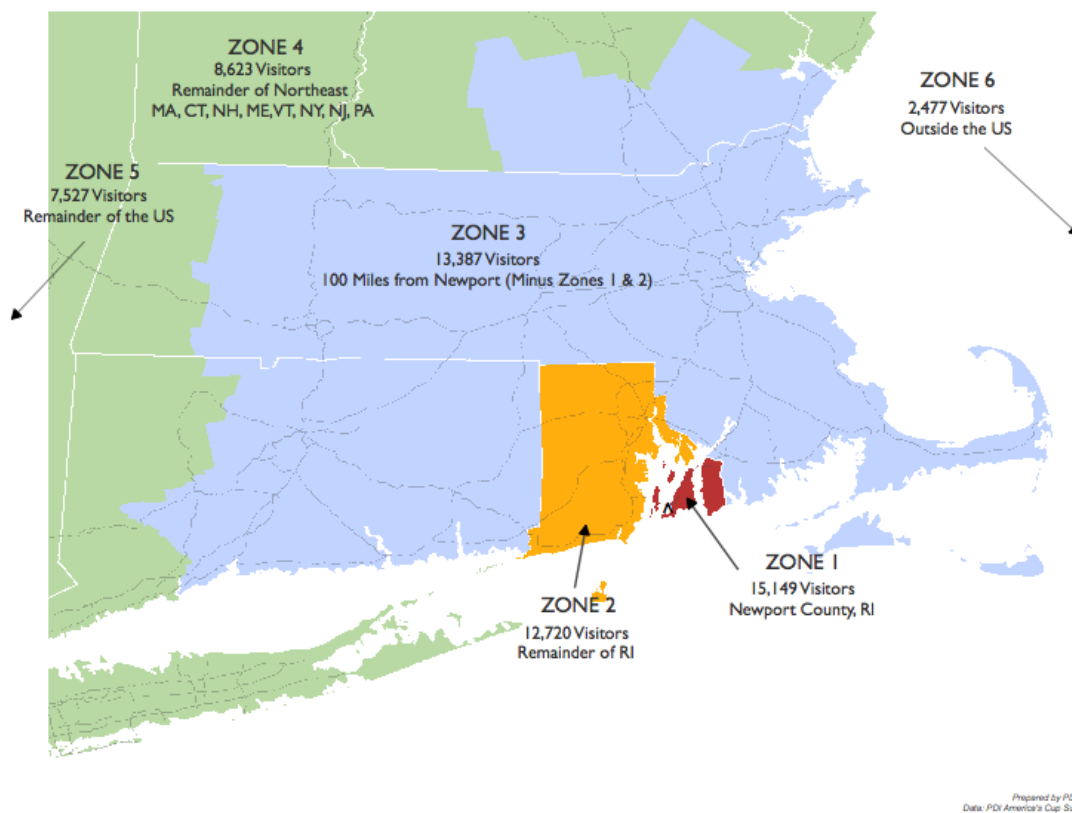 ZONE 4
8,623 Visitors
Remainder of Northeast
MA, CT, NH, ME,VT, NY, NJ, PA
ZONE 6
2,477 Visitors
Outside the US
ZONE 5
7,527 Visitors
Remainder of the US
ZONE 3
13,387 Visitors
100 Miles from Newport (Minus Zones 1 & 2)
ZONE 1
15,149 Visitors
Newport County, RI
ZONE 2
12,720 Visitors
Remainder of RI
Prepared by
Data: PDI America's Cup